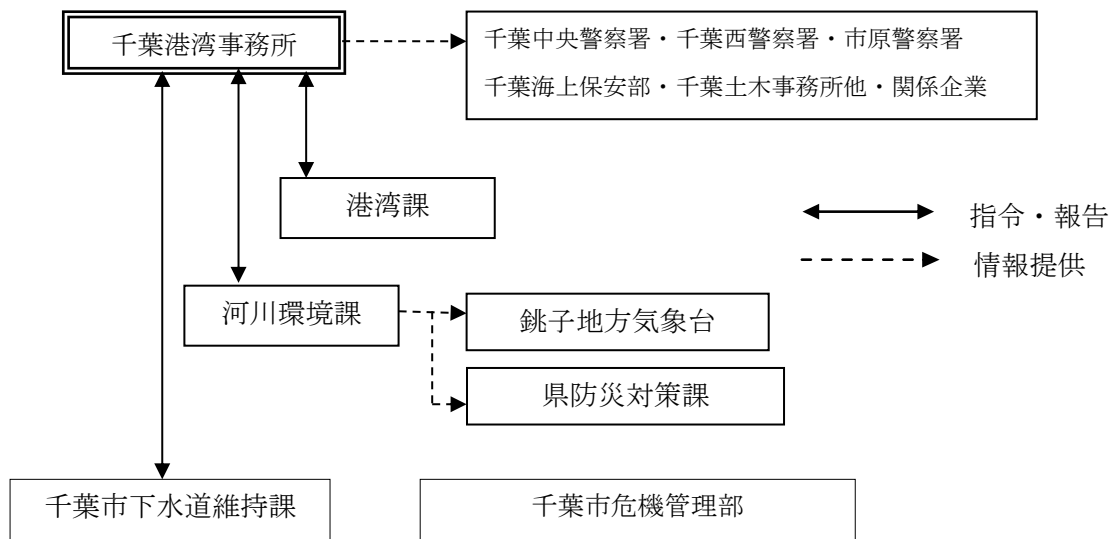 千葉港湾事務所
千葉中央警察署・千葉西警察署・市原警察署
千葉海上保安部・千葉土木事務所他・関係企業
港湾課
指令・報告
情報提供
河川環境課
銚子地方気象台
県防災対策課
千葉市下水道維持課
千葉市危機管理部